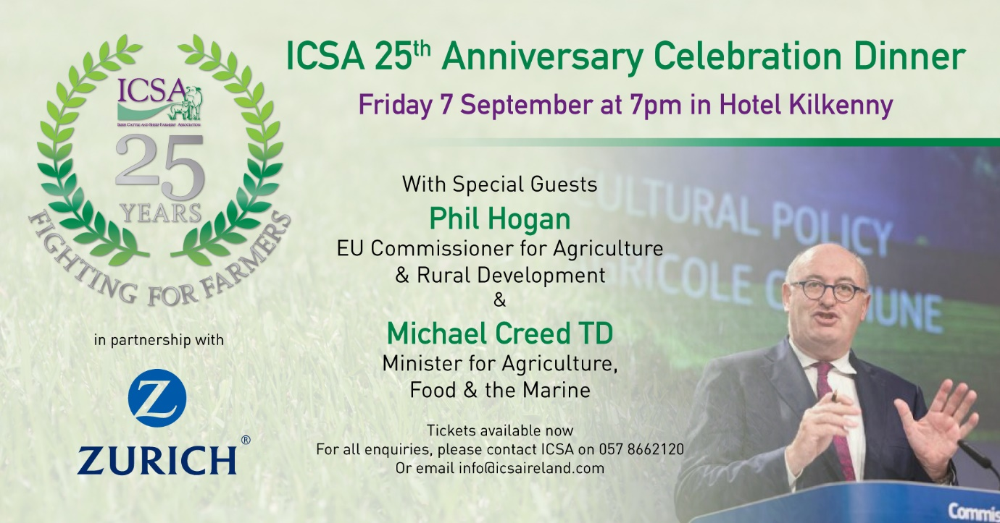 ICSA 25th Anniversary Celebration Dinner
Friday 7 September at 7pm in Hotel Kilkenny
ICSA
IRISH CATTLE AND SHEEP FARMERS' ASSOCIATION
25
YEARS
FIGHTING FOR FARMERS
in partnership with
Z
ZURICH®
With Special Guests
Phil Hogan
EU Commissioner for Agriculture
& Rural Development
&
Michael Creed TD
Minister for Agriculture,
Food & the Marine
Tickets available now
For all enquiries, please contact ICSA on 057 8662120
Or email info@icsaireland.com
CULTURAL POLICY
RICOLE C MUNE
Commis